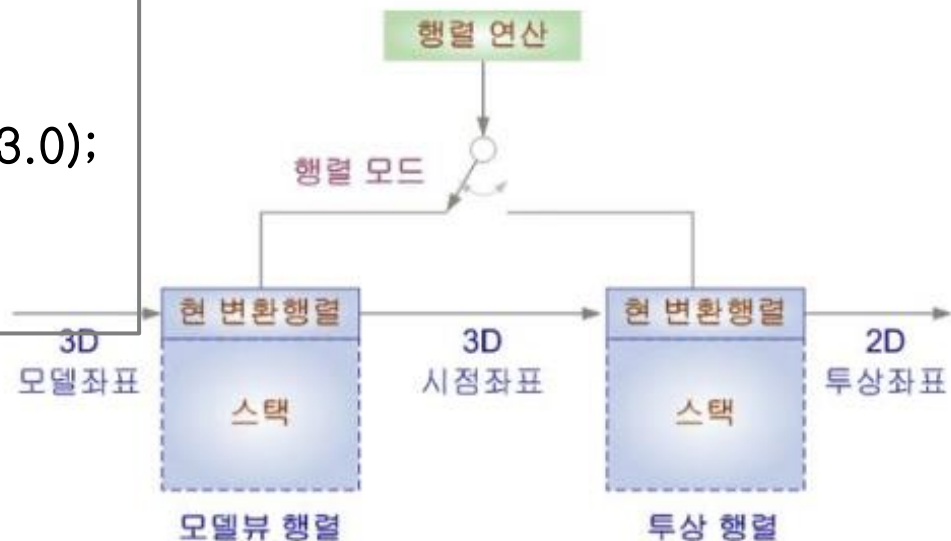 행렬 연산
3.0);
행렬 모드
현 변환행렬
현 변환행렬
3D
모델좌표
3D
시점좌표
2D
투상좌표
스택
스택
모델뷰 행렬
투상 행렬